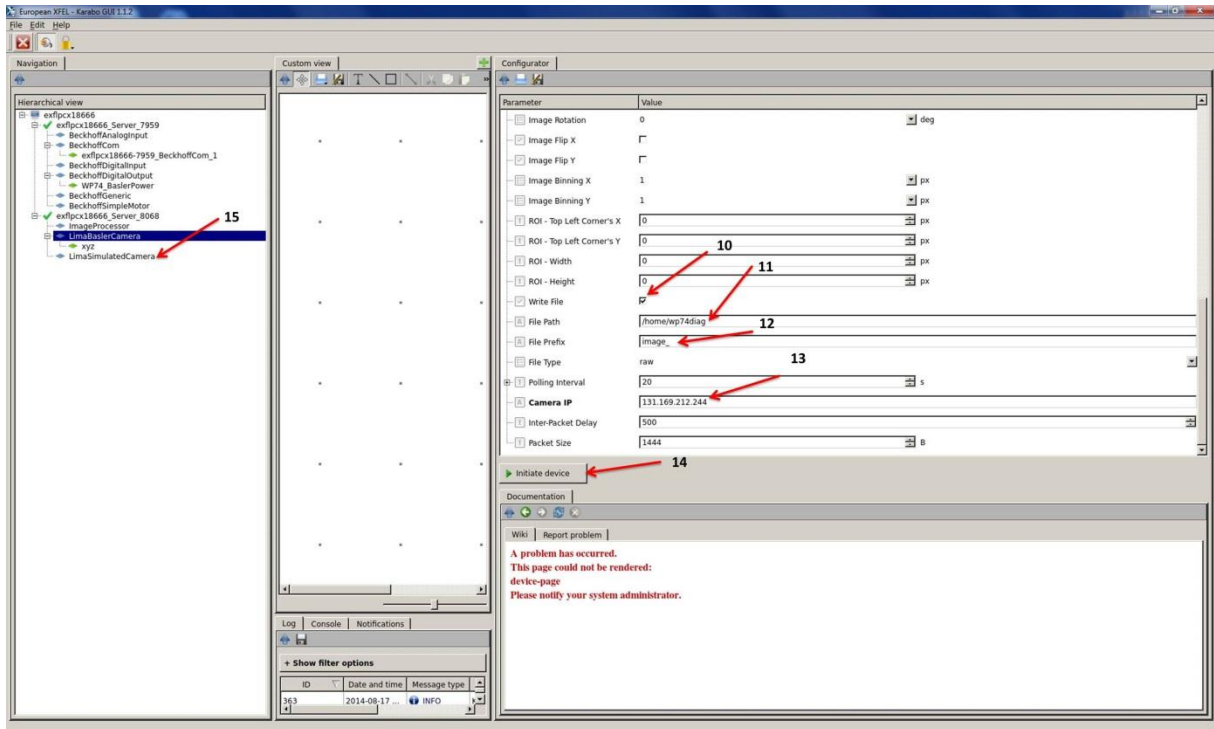 European XFEL - Karabo GUI 1.1.2
File Edit Help
Navigation
Hierarchical view
exflpcx18666
exflpcx18666_Server_7959
BeckhoffAnalogInput
BeckhoffCom
exflpcx18666-7959_BeckhoffCom_1
BeckhoffDigitalInput
BeckhoffDigitalOutput
WP74_BaslerPower
BeckhoffGeneric
BeckhoffSimpleMotor
exflpcx18666_Server_8068
15
ImageProcessor
LimaBaslerCamera
xyz
LimaSimulatedCamera
Custom view
T
»
Log Console Notifications
+ Show filter options
ID Date and time Message type
363 2014-08-17 ... INFO
Configurator
Parameter Value
Image Rotation 0 deg
Image Flip X
Image Flip Y
Image Binning X 1 px
Image Binning Y 1 px
T ROI - Top Left Corner's X 0 px
T ROI - Top Left Corner's Y 0 px
10
T ROI - Width 0 px
11
T ROI - Height 0 px
Write File
A File Path /home/wp74diag
12
A File Prefix image_
File Type raw
13
T Polling Interval 20 s
A Camera IP 131.169.212.244
T Inter-Packet Delay 500
T Packet Size 1444 B
14
Initiate device
Documentation
Wiki Report problem
A problem has occurred.
This page could not be rendered:
device-page
Please notify your system administrator.